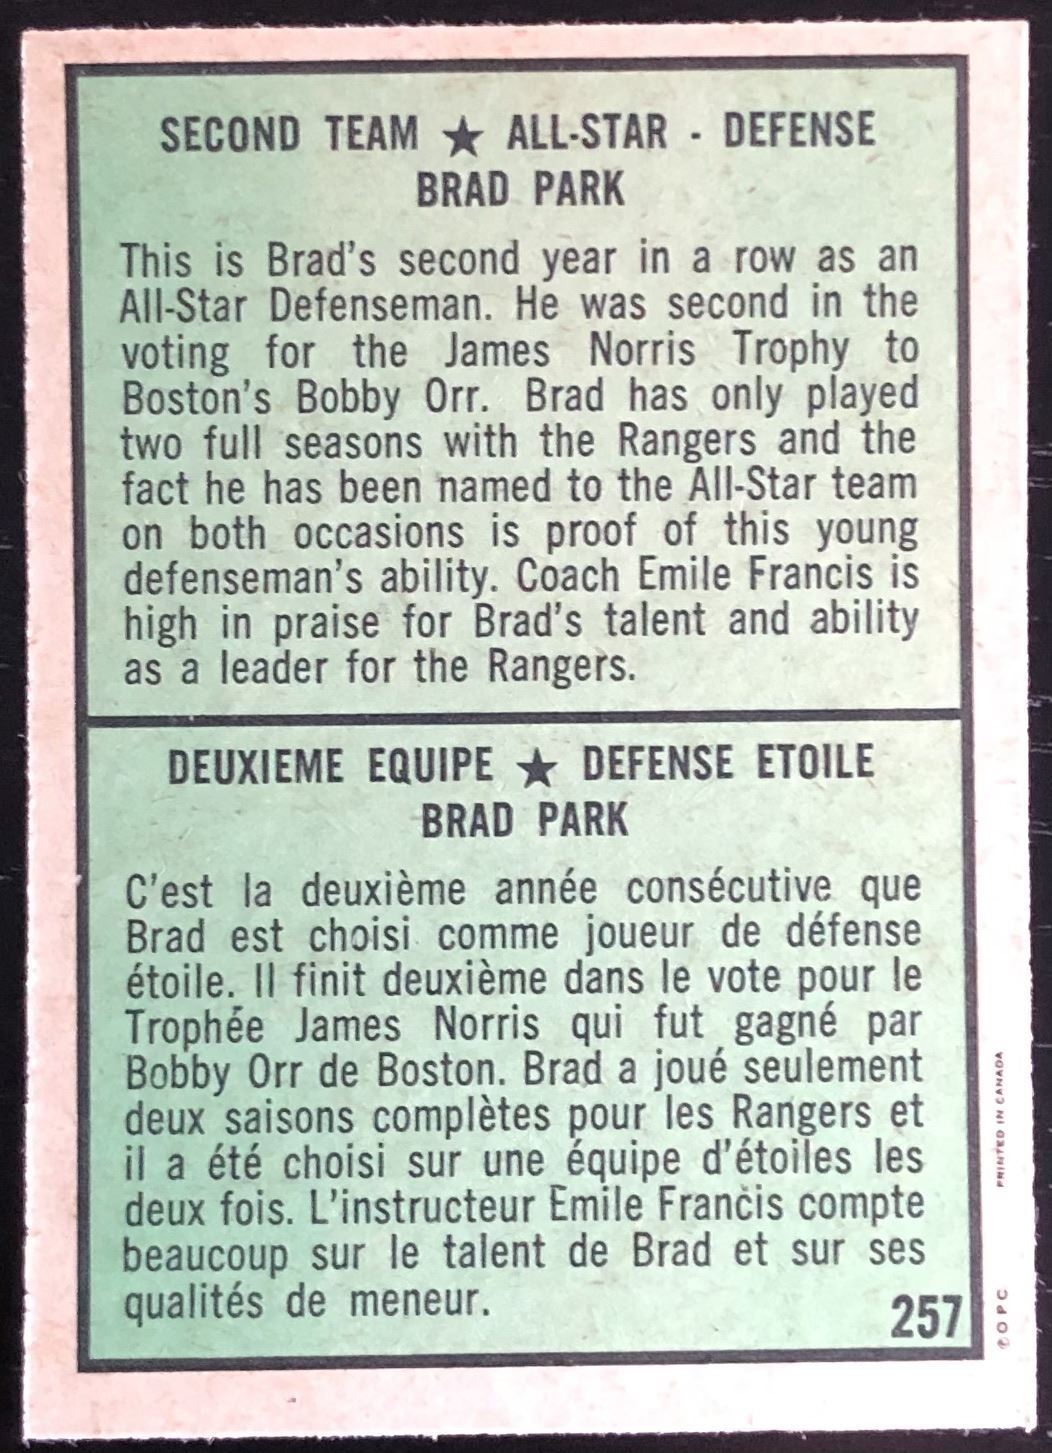 SECOND TEAM ★ ALL-STAR - DEFENSE
BRAD PARK
This is Brad's second year in a row as an
All-Star Defenseman. He was second in the
voting for the James Norris Trophy to
Boston's Bobby Orr. Brad has only played
two full seasons with the Rangers and the
fact he has been named to the All-Star team
on both occasions is proof of this young
defenseman's ability. Coach Emile Francis is
high in praise for Brad's talent and ability
as a leader for the Rangers.
DEUXIEME EQUIPE ★ DEFENSE ETOILE
BRAD PARK
C'est la deuxième année consécutive que
Brad est choisi comme joueur de défense
étoile. Il finit deuxième dans le vote pour le
Trophée James Norris qui fut gagné par
Bobby Orr de Boston. Brad a joué seulement
deux saisons complètes pour les Rangers et
il a été choisi sur une équipe d'étoiles les
deux fois. L'instructeur Emile Francis compte
beaucoup sur le talent de Brad et sur ses
qualités de meneur.
257
©OPC PRINTED IN CANADA